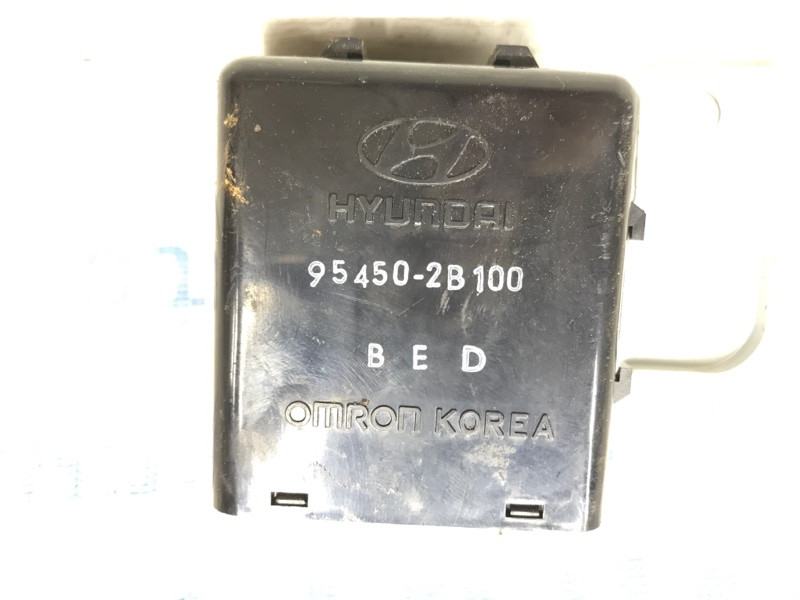 HYUNDAI
95450-2B100
B E D
OMRON KOREA